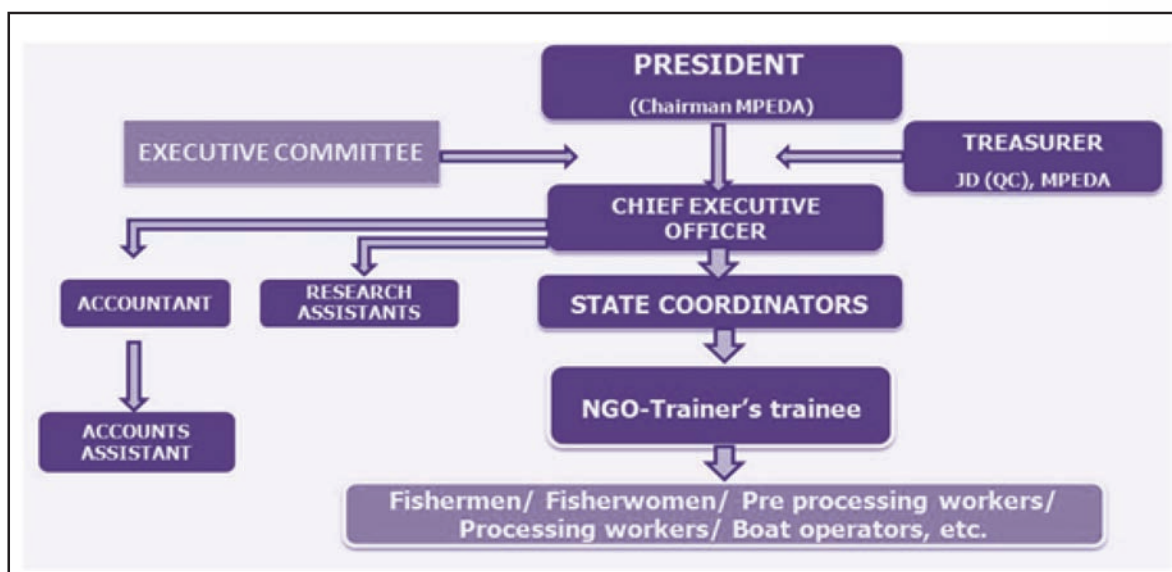 PRESIDENT
(Chairman MPEDA)
EXECUTIVE COMMITTEE
TREASURER
JD (QC), MPEDA
CHIEF EXECUTIVE
OFFICER
ACCOUNTANT
RESEARCH
ASSISTANTS
STATE COORDINATORS
NGO-Trainer's trainee
ACCOUNTS
ASSISTANT
Fishermen/ Fisherwomen/ Pre processing workers/
Processing workers/ Boat operators, etc.